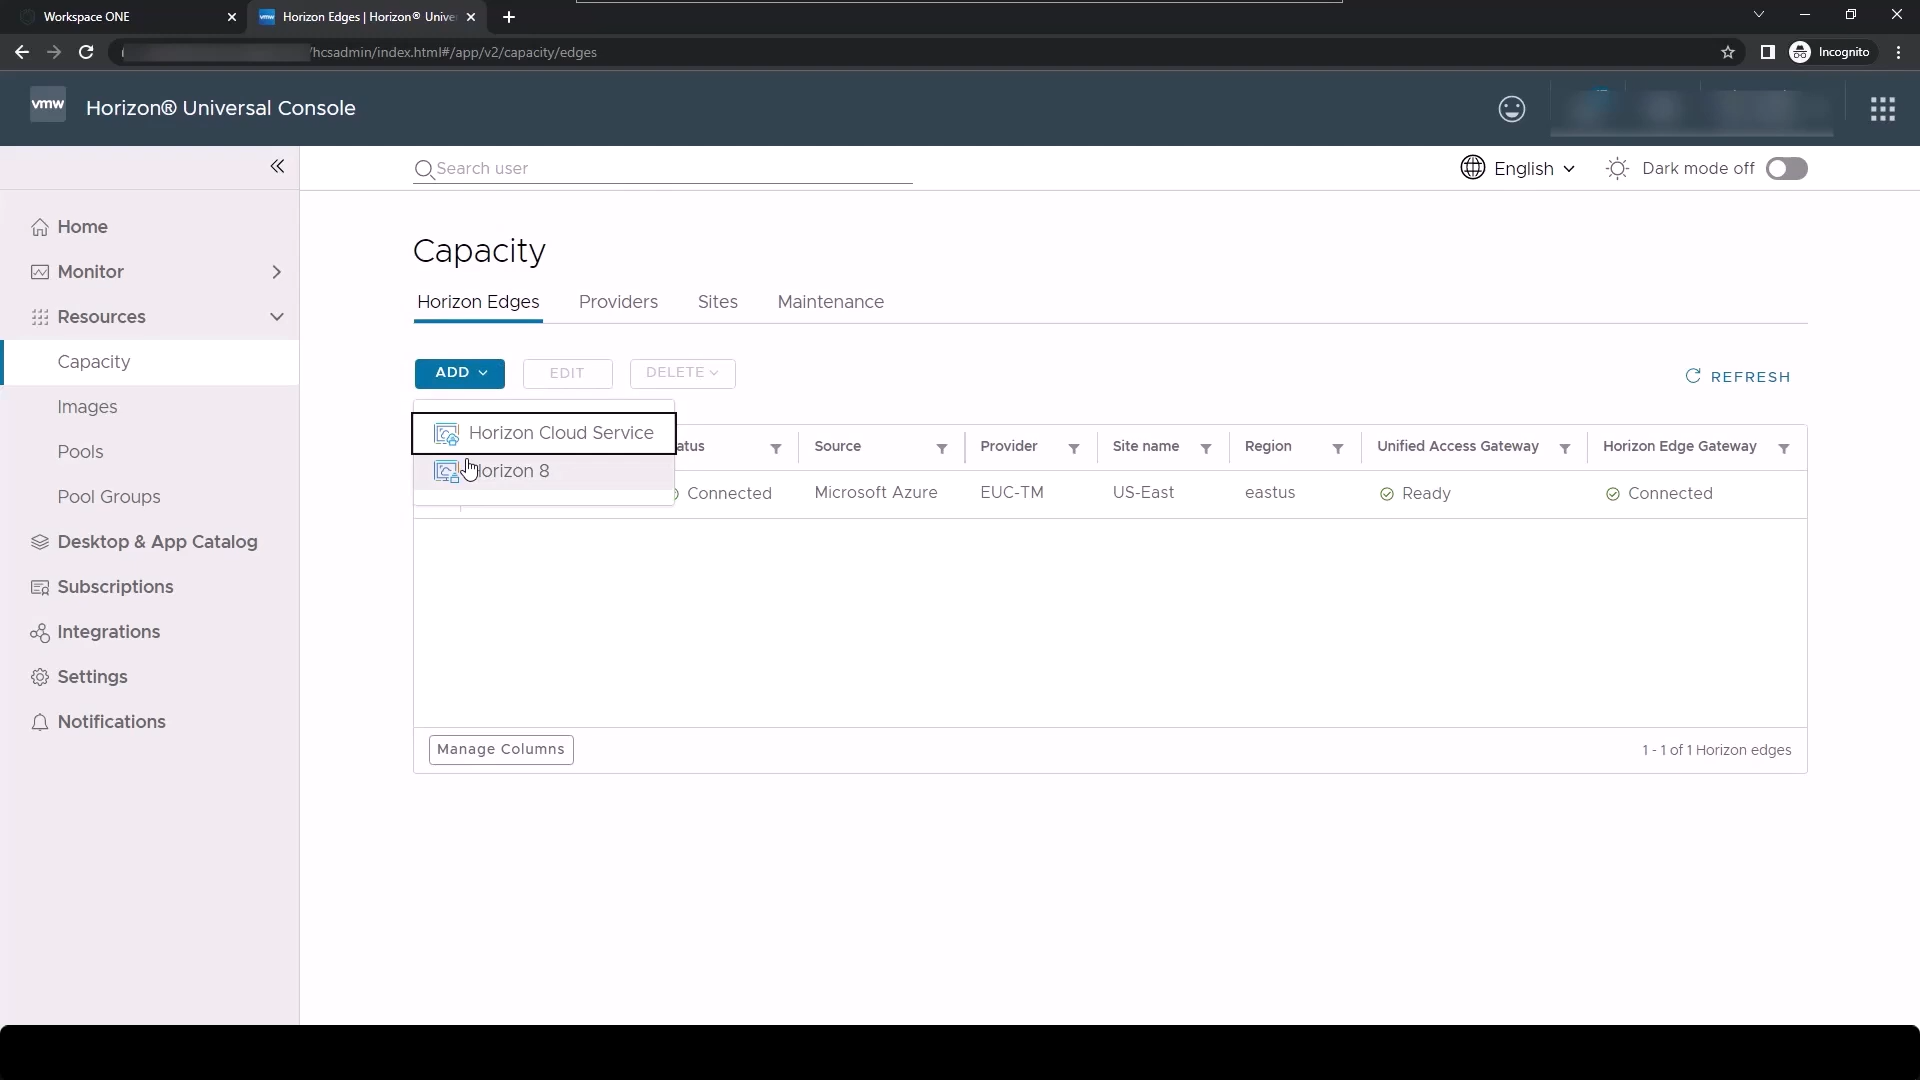 Workspace ONE
vmw Horizon Edges | Horizon® Unive
/hcsadmin/index.html#/app/v2/capacity/edges
Incognito
vmw Horizon® Universal Console
Search user
English
Dark mode off
Home
Monitor
Resources
Capacity
Images
Pools
Pool Groups
Desktop & App Catalog
Subscriptions
Integrations
Settings
Notifications
Capacity
Horizon Edges Providers Sites Maintenance
ADD EDIT DELETE
REFRESH
Horizon Cloud Service
Horizon 8
atus Source Provider Site name Region Unified Access Gateway Horizon Edge Gateway
Connected Microsoft Azure EUC-TM US-East eastus Ready Connected
Manage Columns
1 - 1 of 1 Horizon edges